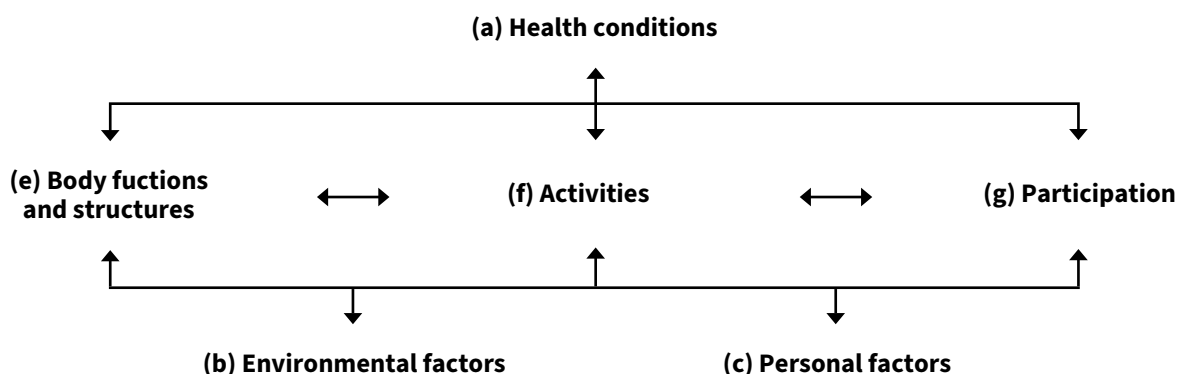 (a) Health conditions
(e) Body fuctions
and structures
(f) Activities
(g) Participation
(b) Environmental factors
(c) Personal factors